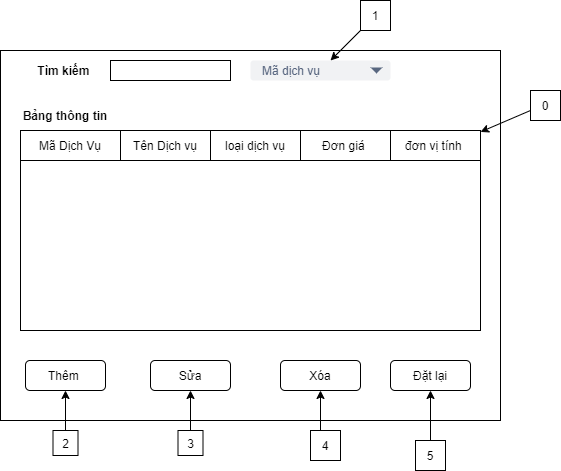 1
Tìm kiếm
Mã dịch vụ
0
Bảng thông tin
Mã Dịch Vụ
Tên Dịch vụ
loại dịch vụ
Đơn giá
đơn vị tính
Thêm
Sửa
Xóa
Đặt lại
2
3
4
5